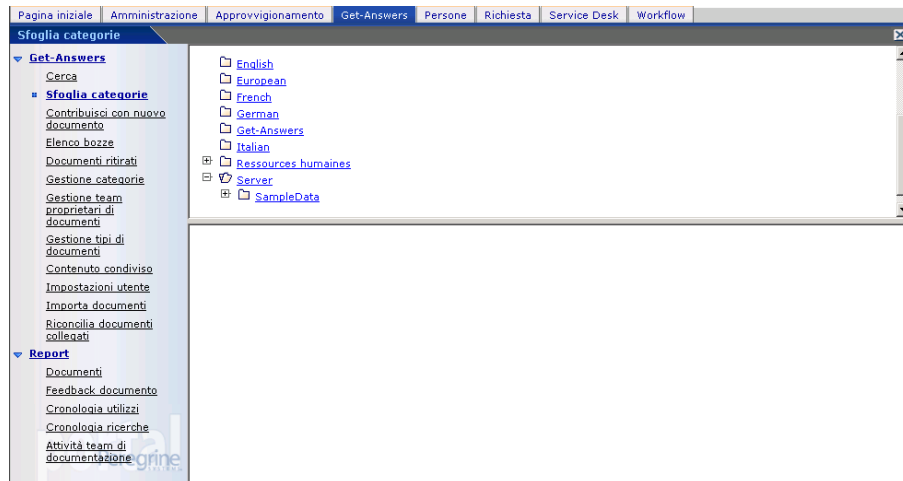 Pagina iniziale Amministrazione Approvvigionamento Get-Answers Persone Richiesta Service Desk Workflow
Sfoglia categorie
Get-Answers
Cerca
Sfoglia categorie
Contribuisci con nuovo
documento
Elenco bozze
Documenti ritirati
Gestione categorie
Gestione team
proprietari di
documenti
Gestione tipi di
documenti
Contenuto condiviso
Impostazioni utente
Importa documenti
Riconcilia documenti
collegati
Report
Documenti
Feedback documento
Cronologia utilizzi
Cronologia ricerche
Attività team di
documentazione
portal
Peregrine
English
European
French
German
Get-Answers
Italian
Ressources humaines
Server
SampleData